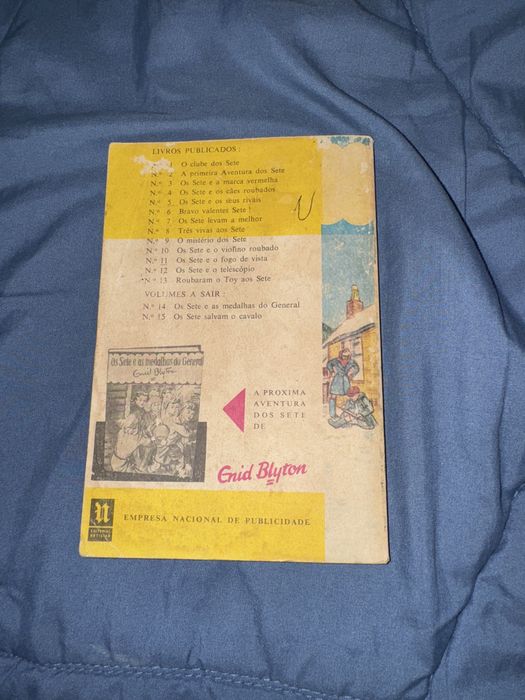 LIVROS PUBLICADOS :
N.º 1 O clube dos Sete
N.º 2 A primeira Aventura dos Sete
N.º 3 Os Sete e a marca vermelha
N.º 4 Os Sete e os cães roubados
N.º 5 Os Sete e os seus rivais
N.º 6 Bravo valentes Sete !
N.º 7 Os Sete levam a melhor
N.º 8 Três vivas aos Sete
N.º 9 O mistério dos Sete
N.º 10 Os Sete e o violino roubado
N.º 11 Os Sete e o fogo de vista
N.º 12 Os Sete e o telescópio
N.º 13 Roubaram o Toy aos Sete
VOLUMES A SAIR :
N.º 14 Os Sete e as medalhas do General
N.º 15 Os Sete salvam o cavalo
Os Sete e as medalhas do General
Enid Blyton
A PROXIMA
AVENTURA
DOS SETE
DE
Enid Blyton
EDITORIAL
NOTÍCIAS
EMPRESA NACIONAL DE PUBLICIDADE